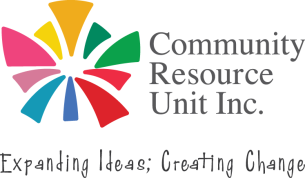 Community
Resource
Unit Inc.
Expanding Ideas; Creating Change